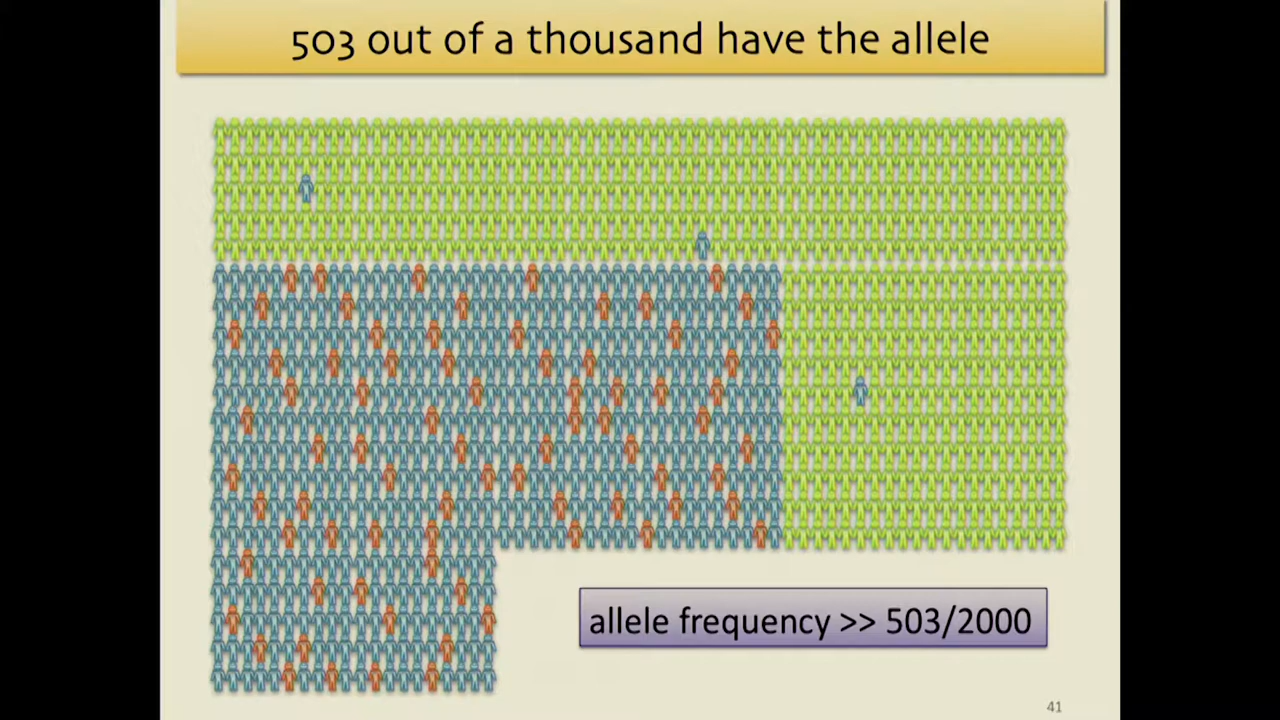 503 out of a thousand have the allele
allele frequency >> 503/2000
41